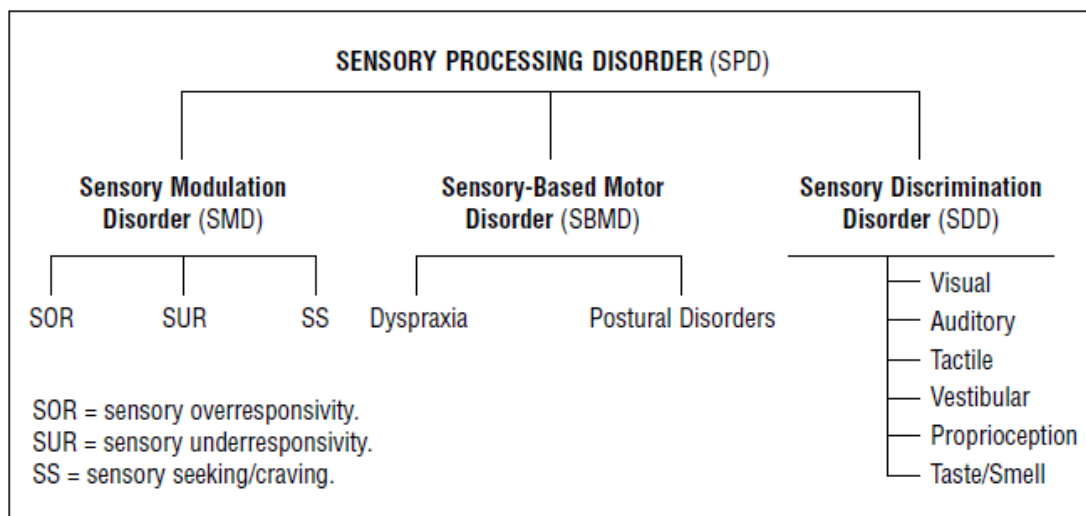 SENSORY PROCESSING DISORDER (SPD)
Sensory Modulation
Disorder (SMD)
Sensory-Based Motor
Disorder (SBMD)
Sensory Discrimination
Disorder (SDD)
SOR
SUR
SS
Dyspraxia
Postural Disorders
Visual
Auditory
Tactile
Vestibular
Proprioception
Taste/Smell
SOR = sensory overresponsivity.
SUR = sensory underresponsivity.
SS = sensory seeking/craving.